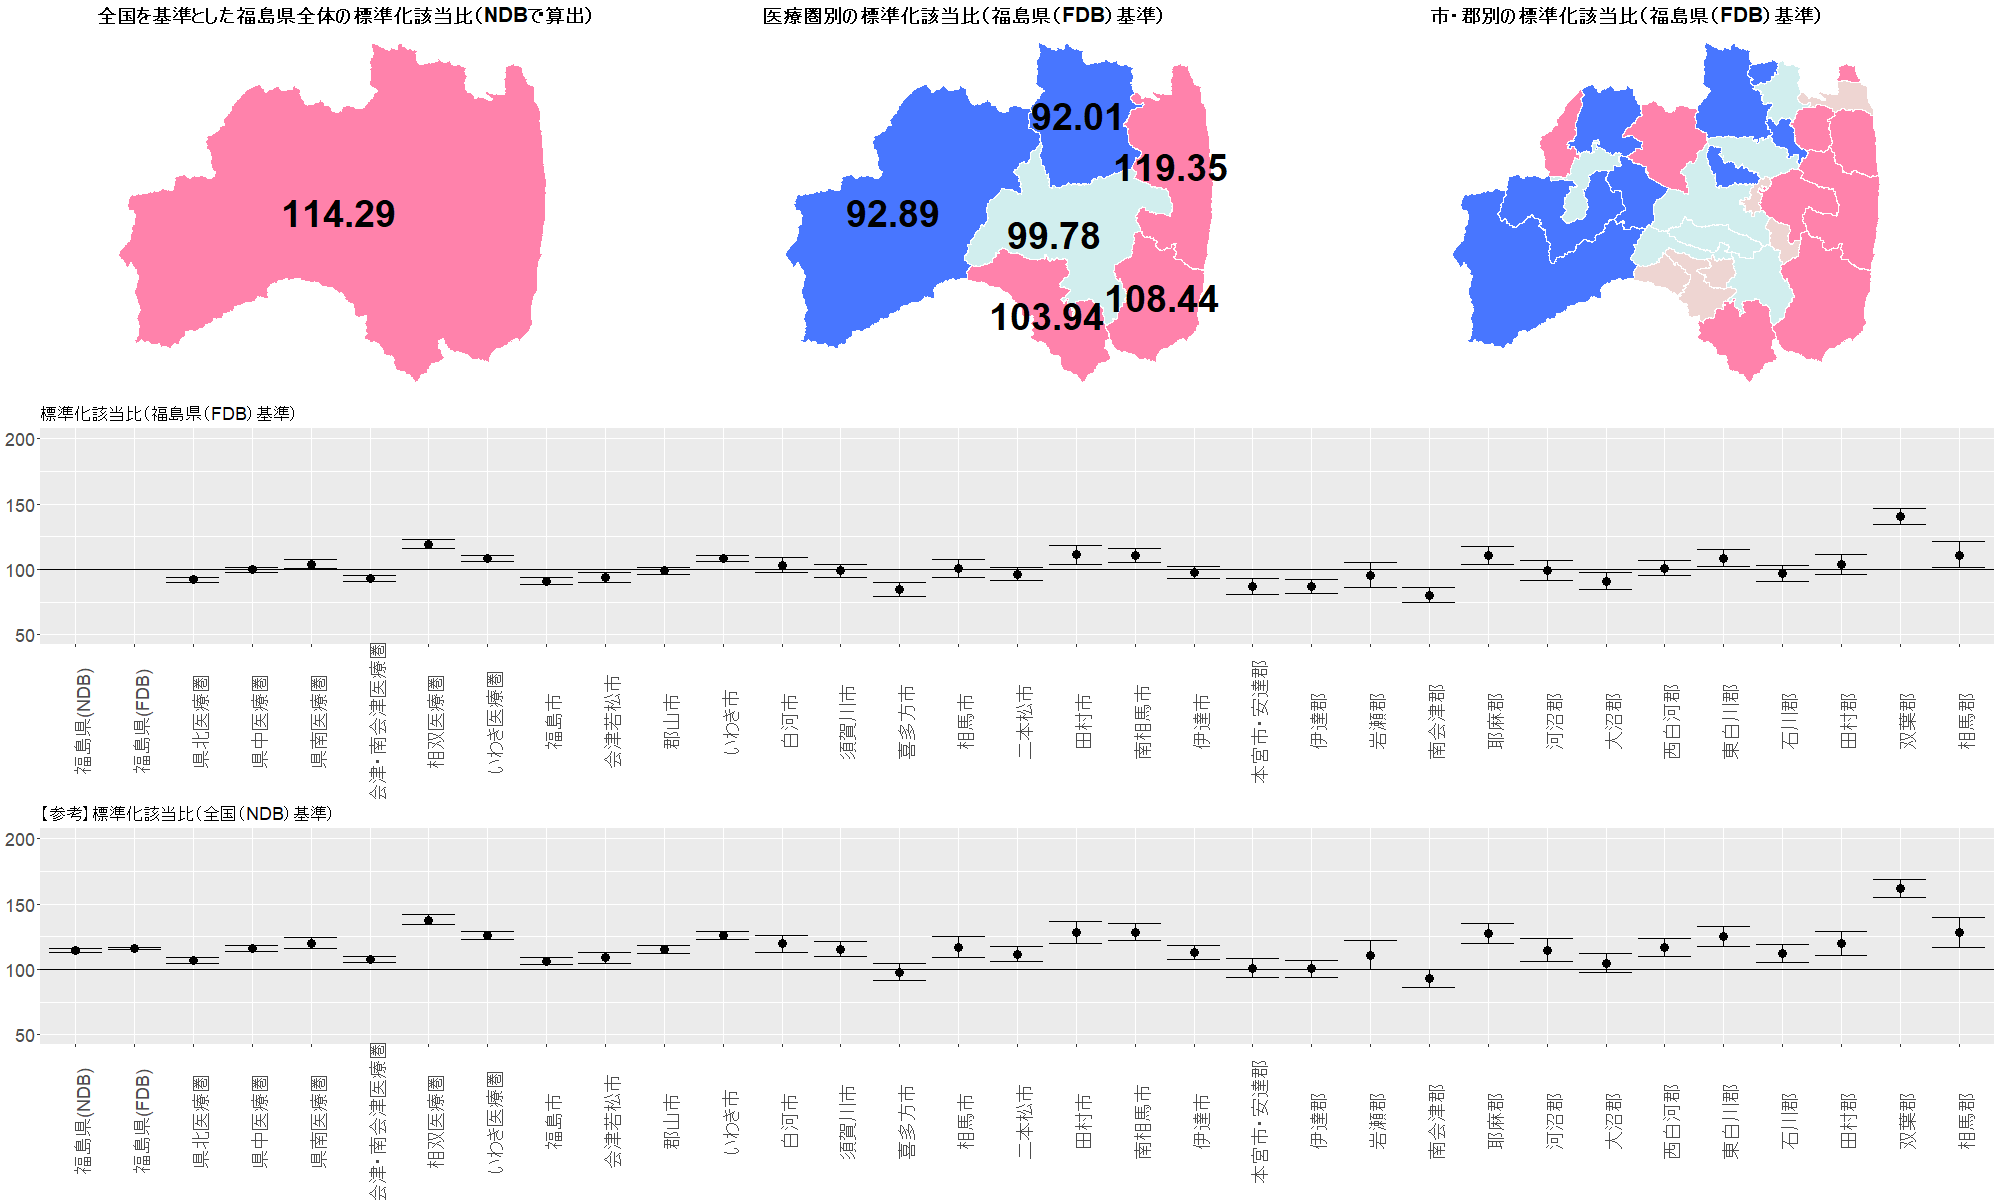 全国を基準とした福島県全体の標準化該当比(NDBで算出)
医療圏別の標準化該当比(福島県(FDB)基準)
市・郡別の標準化該当比(福島県(FDB)基準)
114.29
92.01
119.35
92.89
99.78
108.44
103.94
標準化該当比(福島県(FDB)基準)
200
150
100
50
福島県(NDB)
福島県(FDB)
県北医療圏
県中医療圏
県南医療圏
会津・南会津医療圏
相双医療圏
いわき医療圏
福島市
会津若松市
郡山市
いわき市
白河市
須賀川市
喜多方市
相馬市
二本松市
田村市
南相馬市
伊達市
本宮市・安達郡
伊達郡
岩瀬郡
南会津郡
耶麻郡
河沼郡
大沼郡
西白河郡
東白川郡
石川郡
田村郡
双葉郡
相馬郡
【参考】標準化該当比(全国(NDB)基準)
200
150
100
50
福島県(NDB)
福島県(FDB)
県北医療圏
県中医療圏
県南医療圏
会津・南会津医療圏
相双医療圏
いわき医療圏
福島市
会津若松市
郡山市
いわき市
白河市
須賀川市
喜多方市
相馬市
二本松市
田村市
南相馬市
伊達市
本宮市・安達郡
伊達郡
岩瀬郡
南会津郡
耶麻郡
河沼郡
大沼郡
西白河郡
東白川郡
石川郡
田村郡
双葉郡
相馬郡